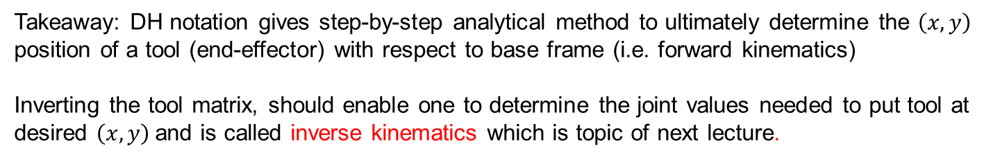 Takeaway: DH notation gives step-by-step analytical method to ultimately determine the (x, y)
position of a tool (end-effector) with respect to base frame (i.e. forward kinematics)
Inverting the tool matrix, should enable one to determine the joint values needed to put tool at
desired (x, y) and is called inverse kinematics which is topic of next lecture.